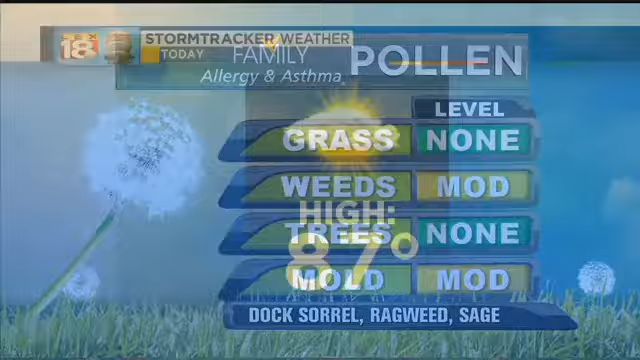 18
STORMTRACKER WEATHER
TODAY
FAMILY
Allergy & Asthma
POLLEN
LEVEL
GRASS NONE
WEEDS MOD
HIGH:
TREES NONE
87°
MOLD MOD
DOCK SORREL, RAGWEED, SAGE